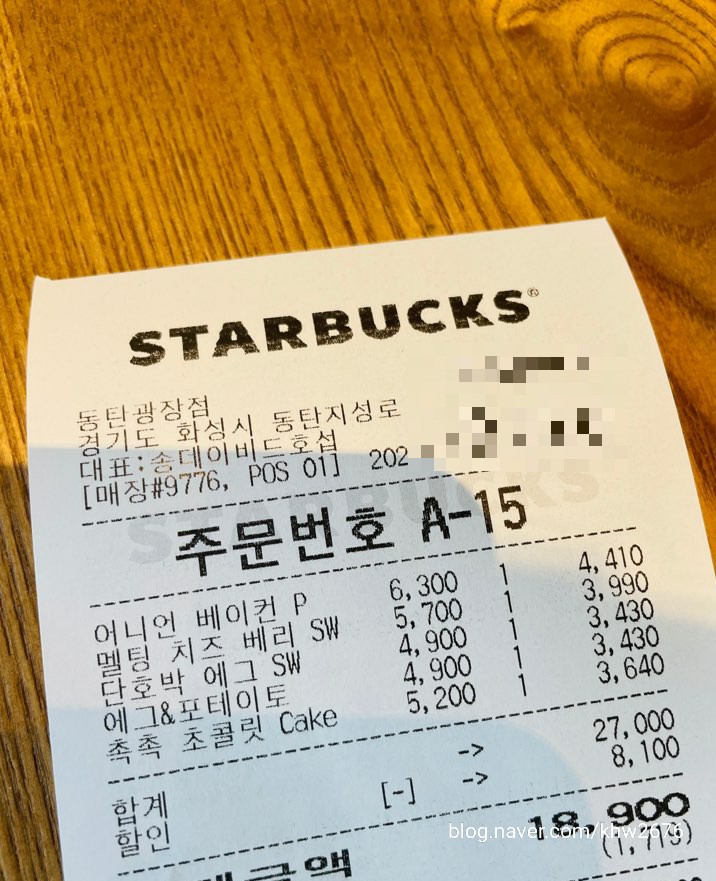 STARBUCKS®
동탄광장점
경기도 화성시 동탄지성로
대표:송데이비드호섭
[매장#9776, POS 01] 202
주문번호 A-15
어니언 베이컨 P 6,300 1 4,410
멜팅 치즈 베리 SW 5,700 1 3,990
단호박 에그 SW 4,900 1 3,430
에그&포테이토 4,900 1 3,430
촉촉 초콜릿 Cake 5,200 1 3,640
합계 -> 27,000
할인 [-] -> 8,100
금액 18,900
(1,719)
blog.naver.com/khw2676